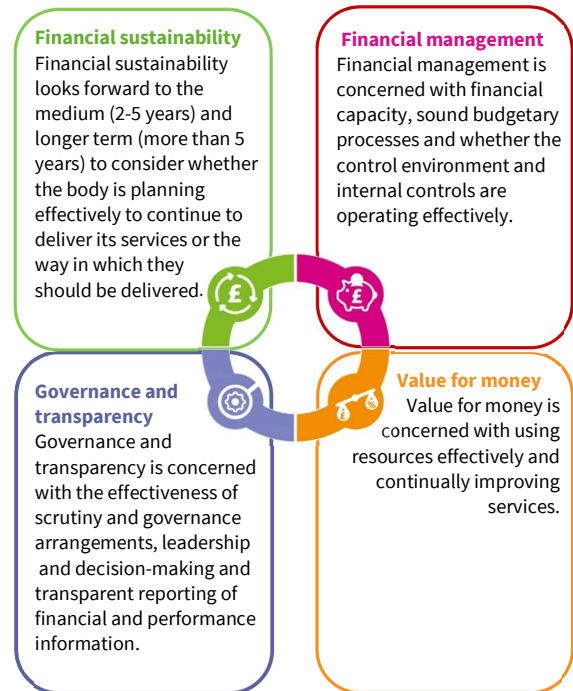 Financial sustainability
Financial sustainability
looks forward to the
medium (2-5 years) and
longer term (more than 5
years) to consider whether
the body is planning
effectively to continue to
deliver its services or the
way in which they
should be delivered.
Financial management
Financial management is
concerned with financial
capacity, sound budgetary
processes and whether the
control environment and
internal controls are
operating effectively.
£
£
Governance and
transparency
Governance and
transparency is concerned
with the effectiveness of
scrutiny and governance
arrangements, leadership
and decision-making and
transparent reporting of
financial and performance
information.
£ %
Value for money
Value for money is
concerned with using
resources effectively and
continually improving
services.